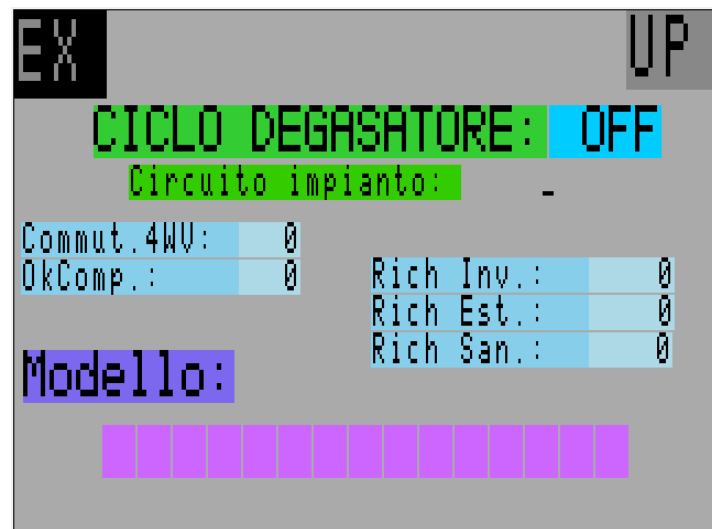 EX UP
CICLO DEGASATORE: OFF
Circuito impianto: _
Commut.4WV: 0
OkComp.: 0
Rich Inv.: 0
Rich Est.: 0
Rich San.: 0
Modello: